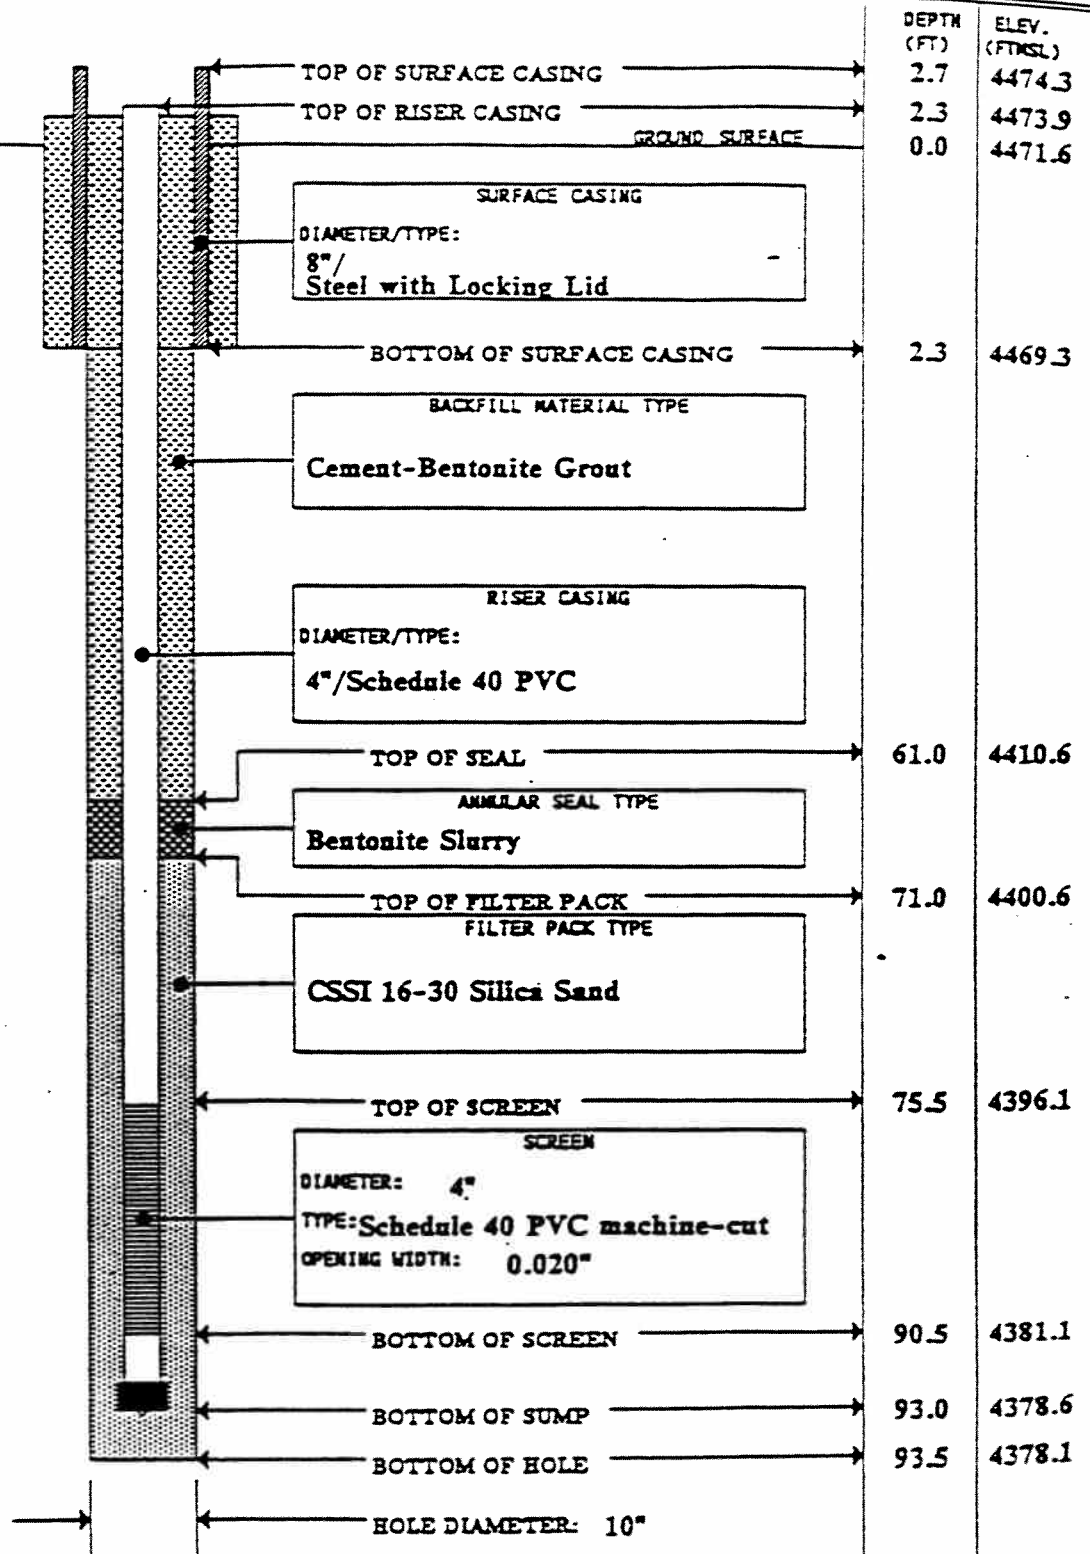 DEPTH ELEV.
(FT) (FTMSL)
TOP OF SURFACE CASING 2.7 4474.3
TOP OF RISER CASING 2.3 4473.9
GROUND SURFACE 0.0 4471.6
SURFACE CASING
DIAMETER/TYPE:
8"/
Steel with Locking Lid
BOTTOM OF SURFACE CASING 2.3 4469.3
BACKFILL MATERIAL TYPE
Cement-Bentonite Grout
RISER CASING
DIAMETER/TYPE:
4"/Schedule 40 PVC
TOP OF SEAL 61.0 4410.6
ANNULAR SEAL TYPE
Bentonite Slurry
TOP OF FILTER PACK 71.0 4400.6
FILTER PACK TYPE
CSSI 16-30 Silica Sand
TOP OF SCREEN 75.5 4396.1
SCREEN
DIAMETER: 4"
TYPE: Schedule 40 PVC machine-cut
OPENING WIDTH: 0.020"
BOTTOM OF SCREEN 90.5 4381.1
BOTTOM OF SUMP 93.0 4378.6
BOTTOM OF HOLE 93.5 4378.1
HOLE DIAMETER: 10"